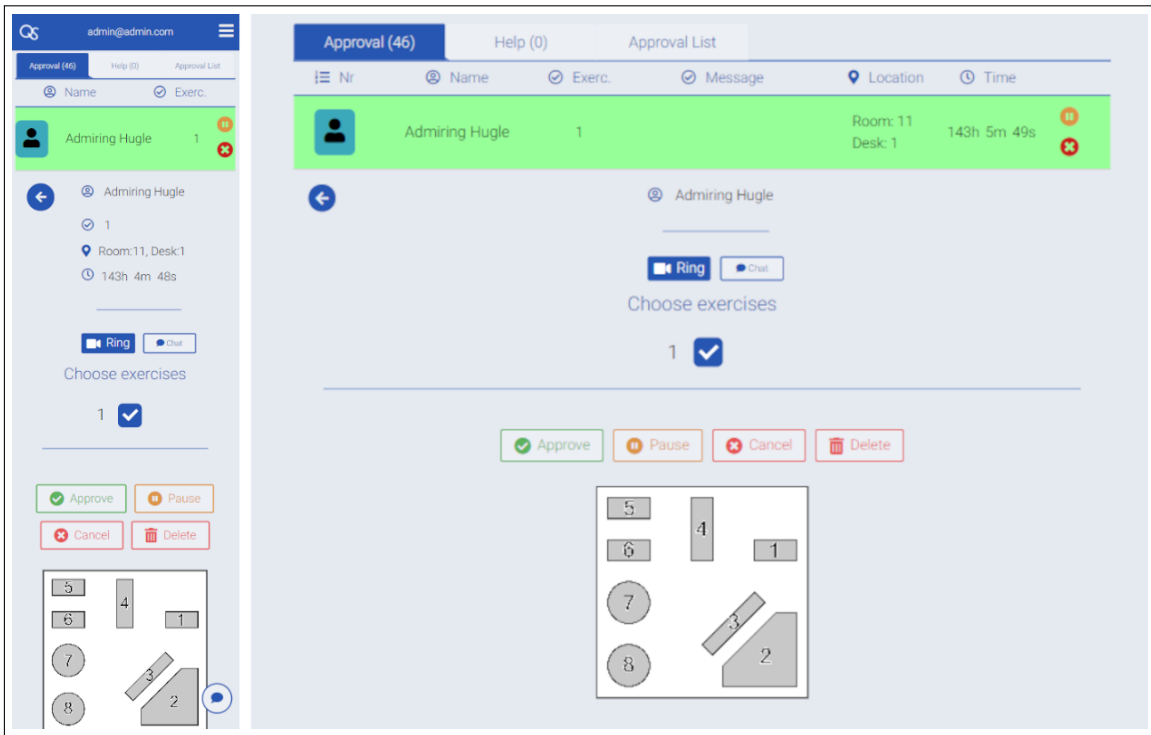 QS admin@admin.com
Approval (46) Help (0) Approval List
Name Exerc.
Admiring Hugle 1
Admiring Hugle
1
Room:11, Desk:1
143h 4m 48s
Ring Chat
Choose exercises
1
Approve Pause
Cancel Delete
5
4
6 1
7
3
8 2
Approval (46) Help (0) Approval List
Nr Name Exerc. Message Location Time
Admiring Hugle 1 Room: 11 143h 5m 49s
Desk: 1
Admiring Hugle
Ring Chat
Choose exercises
1
Approve Pause Cancel Delete
5
4
6 1
7
3
8 2